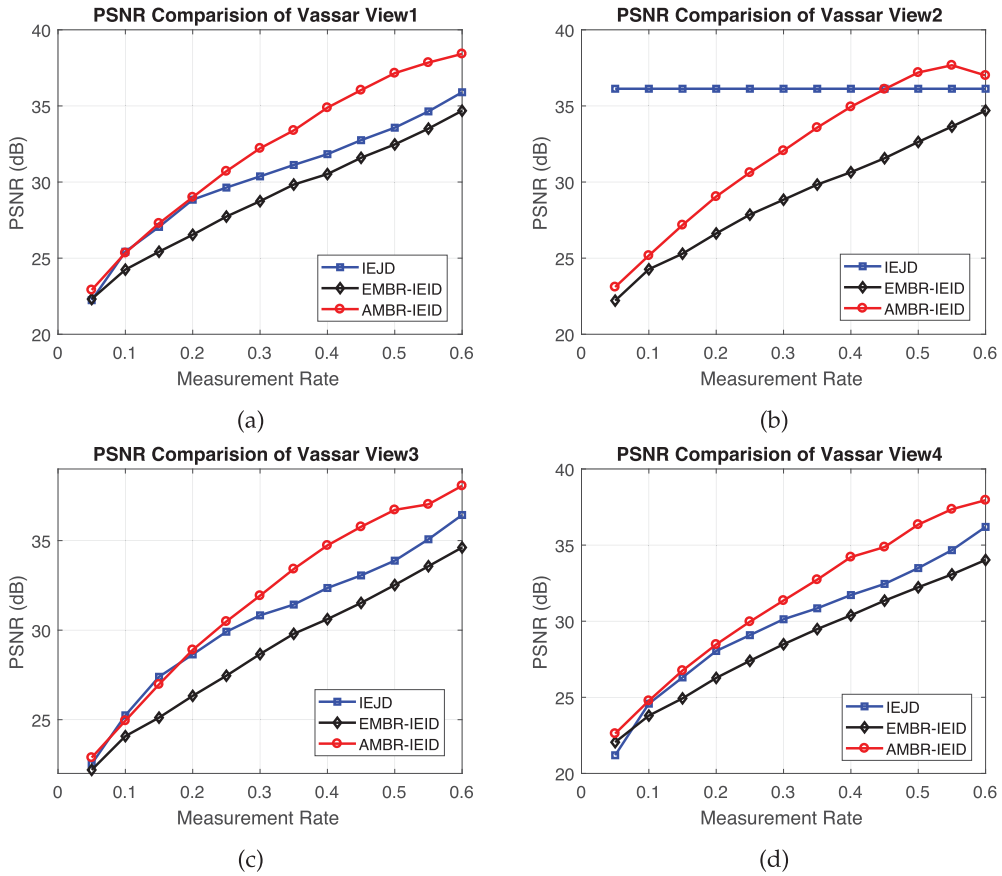 PSNR Comparision of Vassar View1
40
35
30
25
20
PSNR (dB)
IEJD
EMBR-IEID
AMBR-IEID
0 0.1 0.2 0.3 0.4 0.5 0.6
Measurement Rate
(a)
PSNR Comparision of Vassar View2
40
35
30
25
20
PSNR (dB)
IEJD
EMBR-IEID
AMBR-IEID
0 0.1 0.2 0.3 0.4 0.5 0.6
Measurement Rate
(b)
PSNR Comparision of Vassar View3
35
30
25
PSNR (dB)
IEJD
EMBR-IEID
AMBR-IEID
0 0.1 0.2 0.3 0.4 0.5 0.6
Measurement Rate
(c)
PSNR Comparision of Vassar View4
40
35
30
25
20
PSNR (dB)
IEJD
EMBR-IEID
AMBR-IEID
0 0.1 0.2 0.3 0.4 0.5 0.6
Measurement Rate
(d)